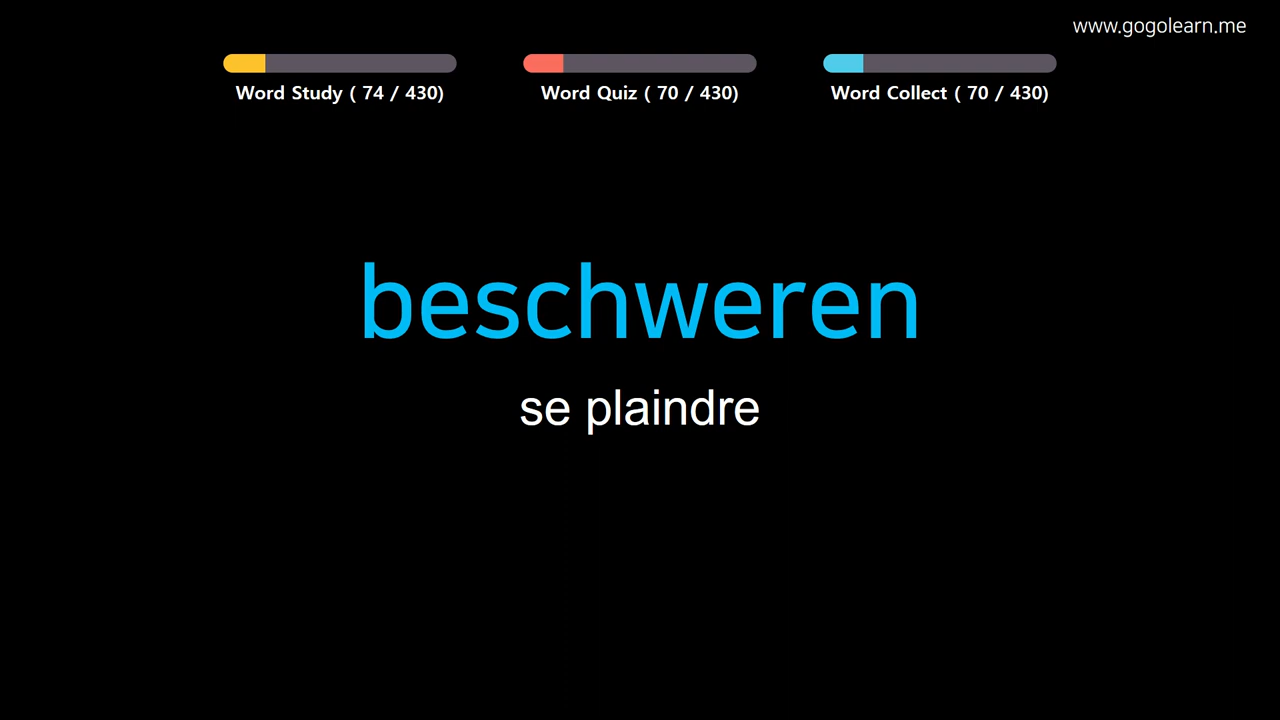 www.gogolearn.me
Word Study ( 74 / 430)
Word Quiz ( 70 / 430)
Word Collect ( 70 / 430)
beschweren
se plaindre